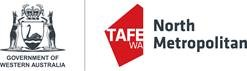 GOVERNMENT OF
WESTERN AUSTRALIA
TAFE
WA
North
Metropolitan